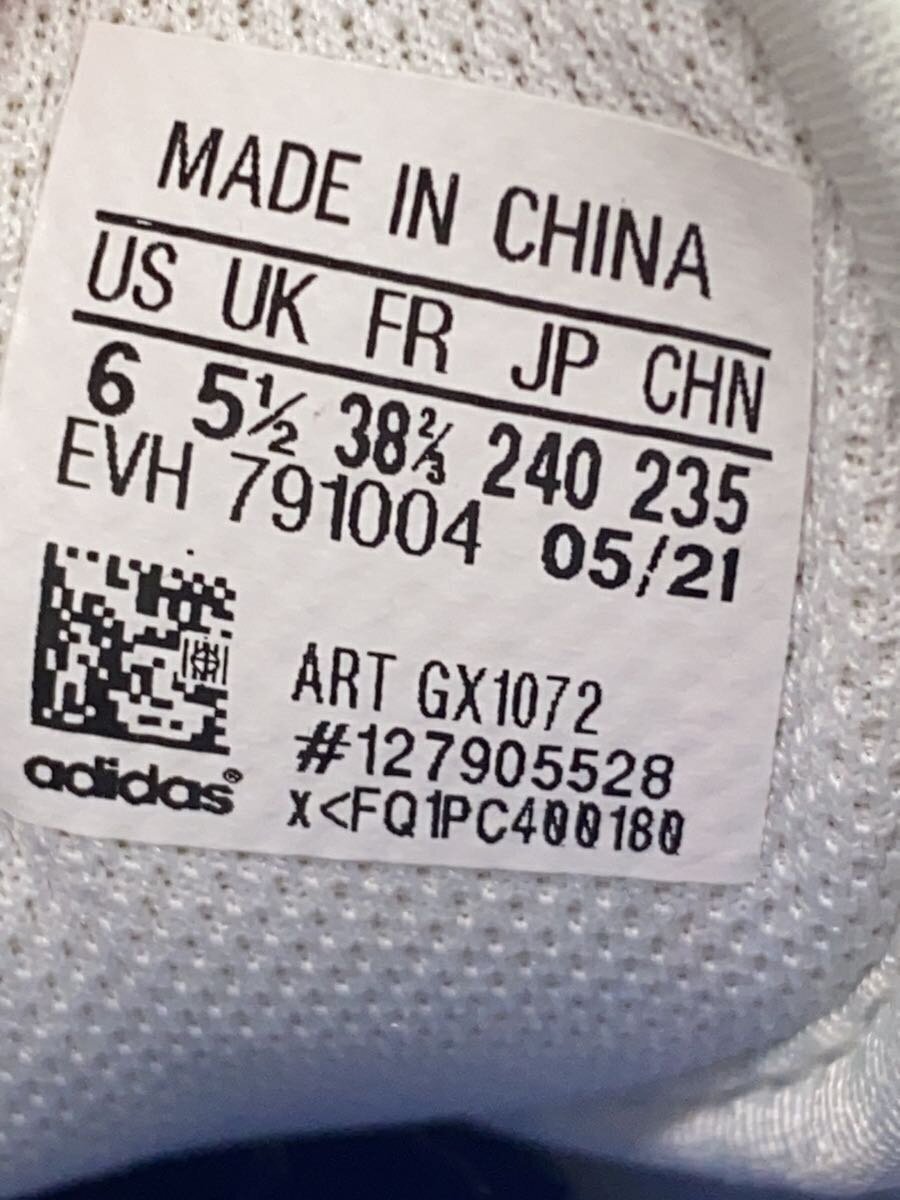 MADE IN CHINA
US UK FR JP CHN
6 5½ 38⅔ 240 235
EVH 791004 05/21
ART GX1072
#127905528
X<FQ1PC400180
adidas®